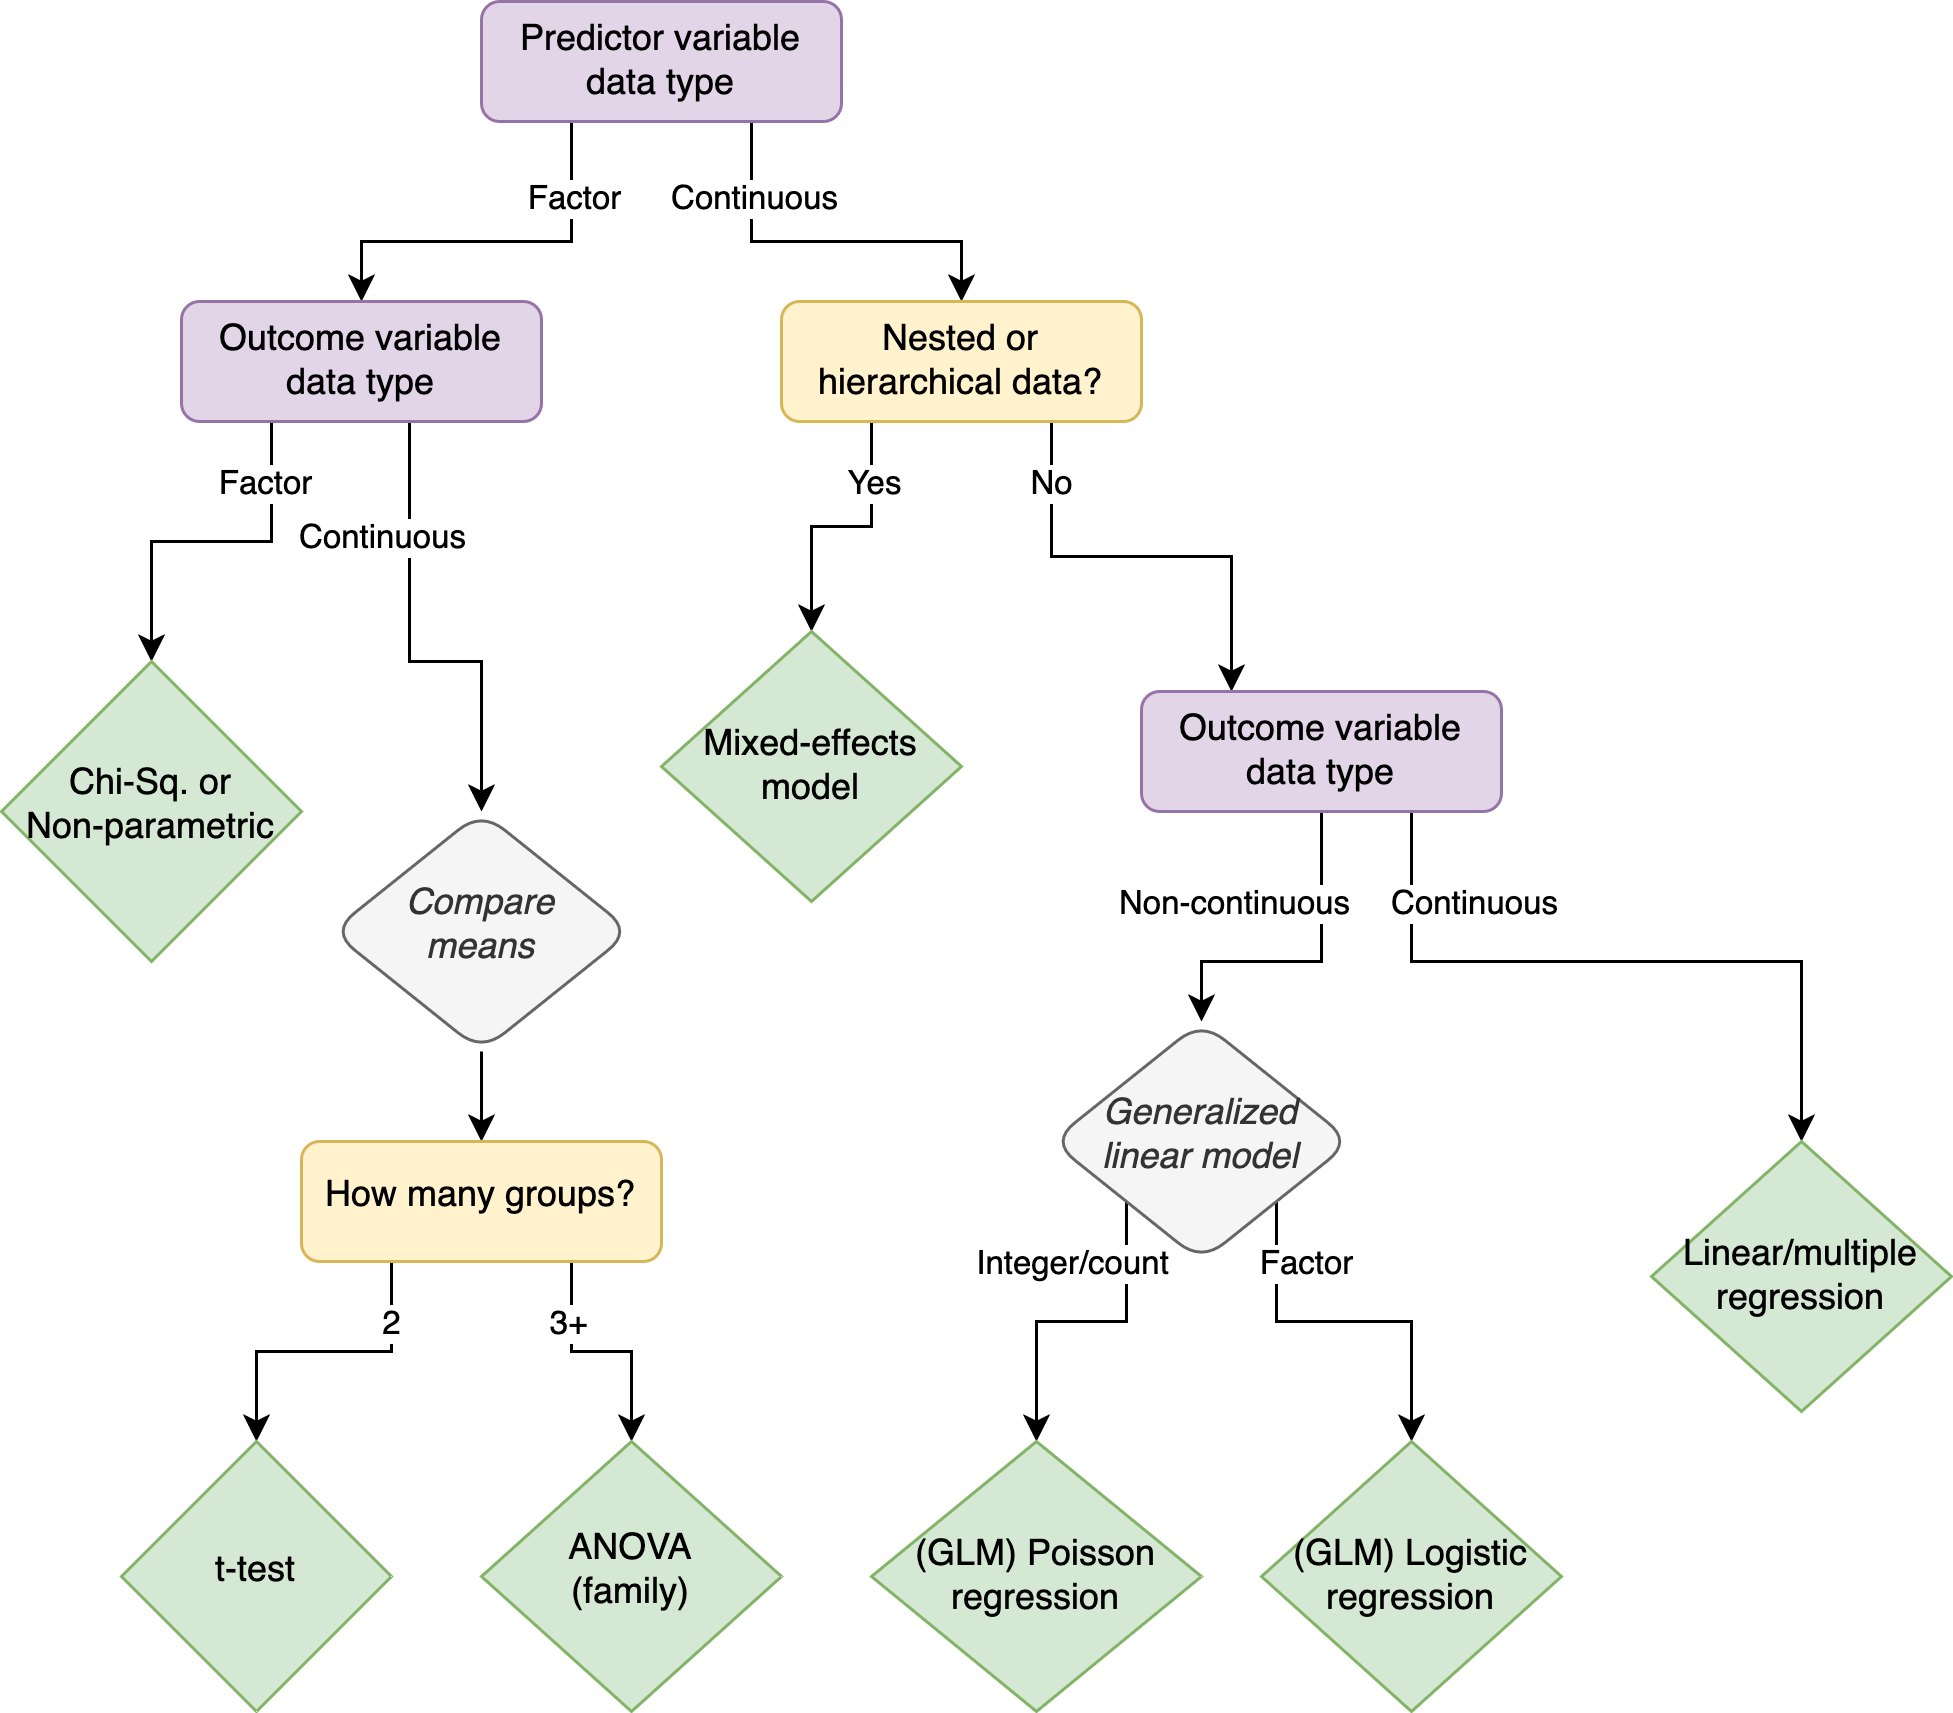 Predictor variable
data type
Factor
Continuous
Outcome variable
data type
Nested or
hierarchical data?
Factor
Continuous
Yes
No
Chi-Sq. or
Non-parametric
Mixed-effects
model
Outcome variable
data type
Compare
means
Non-continuous
Continuous
Generalized
linear model
How many groups?
Integer/count
Factor
Linear/multiple
regression
2
3+
t-test
ANOVA
(family)
(GLM) Poisson
regression
(GLM) Logistic
regression